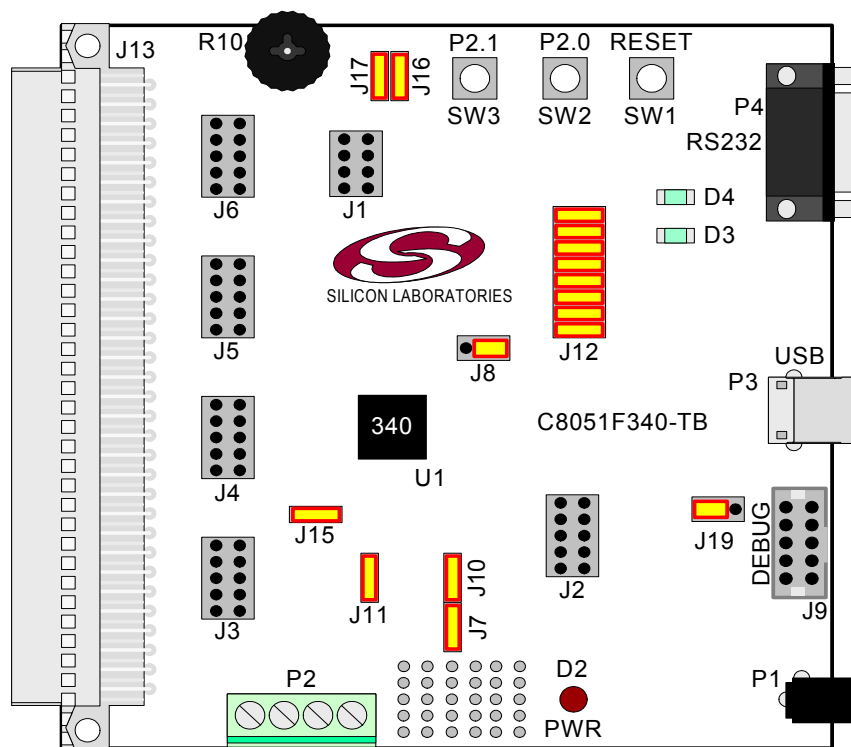 J13
R10
J17
J16
P2.1
P2.0
RESET
SW3
SW2
SW1
P4
RS232
J6
J1
D4
D3
SILICON LABORATORIES
J5
J8
J12
USB
P3
340
C8051F340-TB
U1
J4
J15
J19
DEBUG
J9
J3
J11
J10
J7
J2
P2
D2
PWR
P1